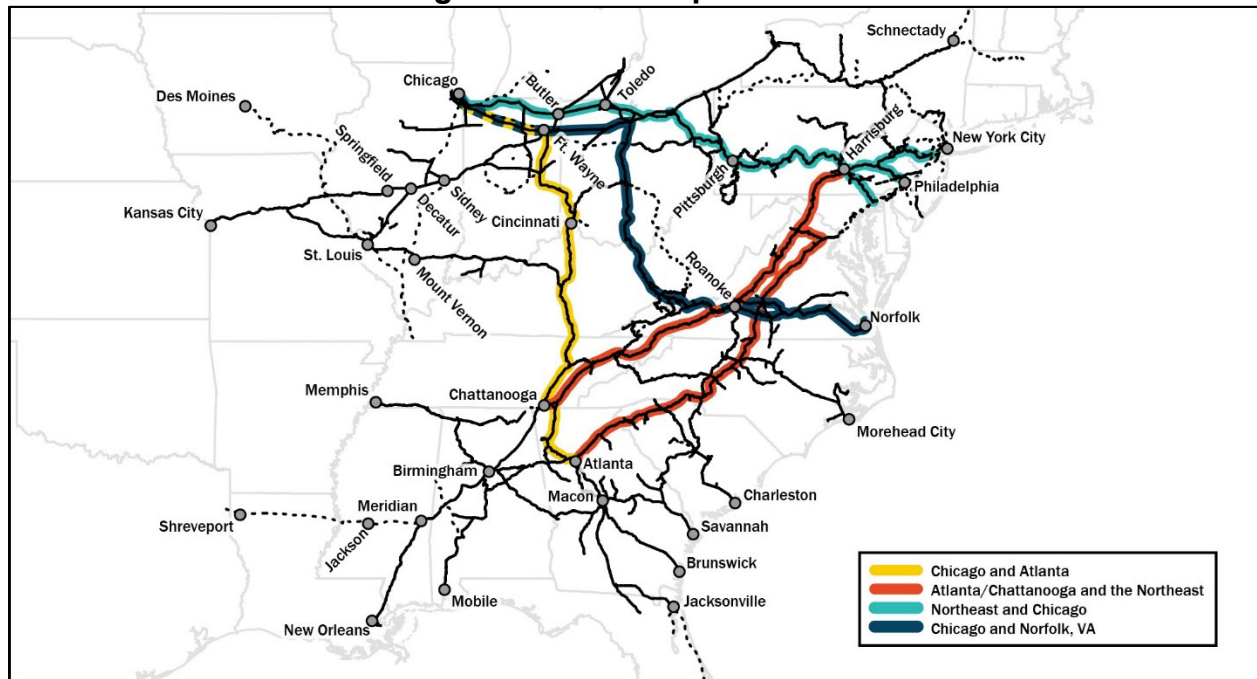 Schnectady
Chicago
Butler
Toledo
Des Moines
Harrisburg
New York City
Springfield
Ft. Wayne
Pittsburgh
Philadelphia
Sidney
Decatur
Kansas City
Cincinnati
St. Louis
Roanoke
Mount Vernon
Norfolk
Memphis
Chattanooga
Morehead City
Birmingham
Atlanta
Macon
Charleston
Meridian
Shreveport
Jackson
Savannah
Brunswick
Mobile
Jacksonville
New Orleans
Chicago and Atlanta
Atlanta/Chattanooga and the Northeast
Northeast and Chicago
Chicago and Norfolk, VA